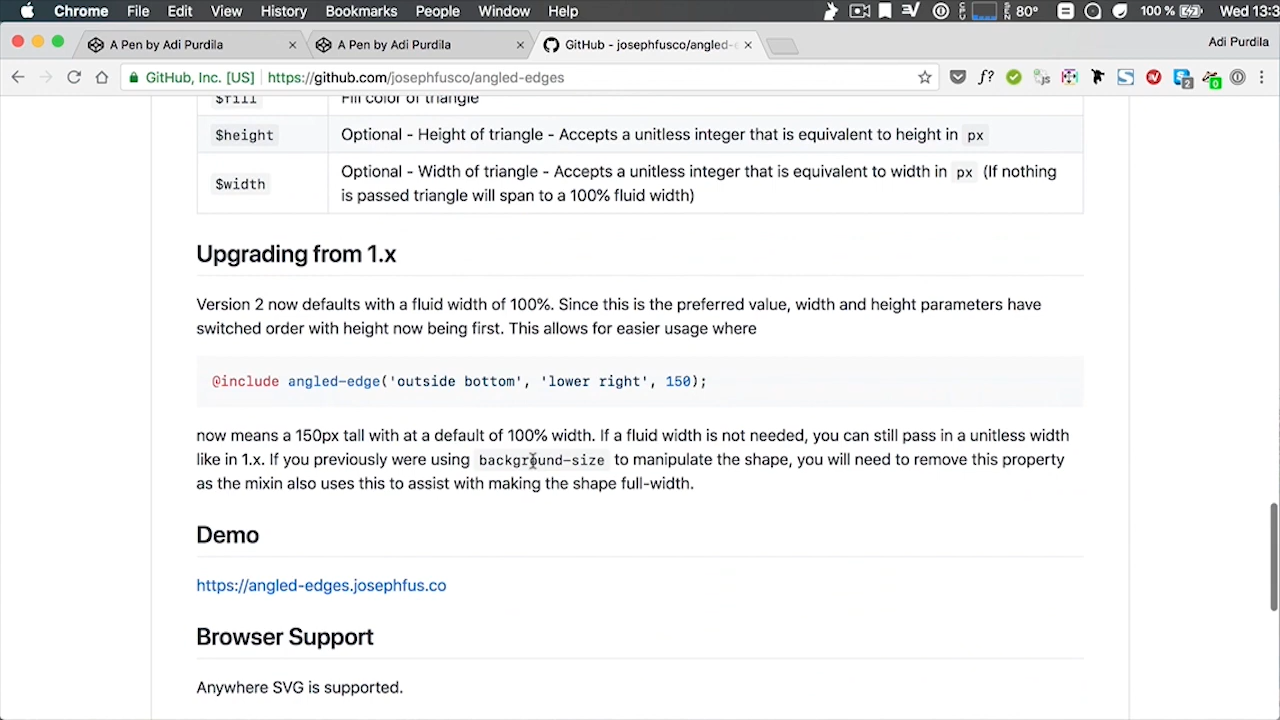 Chrome File Edit View History Bookmarks People Window Help 80° 100% Wed 13:3
A Pen by Adi Purdila × A Pen by Adi Purdila × GitHub - josephfusco/angled-e × Adi Purdila
GitHub, Inc. [US] https://github.com/josephfusco/angled-edges
$fill Fill color of triangle
$height Optional - Height of triangle - Accepts a unitless integer that is equivalent to height in px
$width Optional - Width of triangle - Accepts a unitless integer that is equivalent to width in px (If nothing
is passed triangle will span to a 100% fluid width)
Upgrading from 1.x
Version 2 now defaults with a fluid width of 100%. Since this is the preferred value, width and height parameters have
switched order with height now being first. This allows for easier usage where
@include angled-edge('outside bottom', 'lower right', 150);
now means a 150px tall with at a default of 100% width. If a fluid width is not needed, you can still pass in a unitless width
like in 1.x. If you previously were using background-size to manipulate the shape, you will need to remove this property
as the mixin also uses this to assist with making the shape full-width.
Demo
https://angled-edges.josephfus.co
Browser Support
Anywhere SVG is supported.